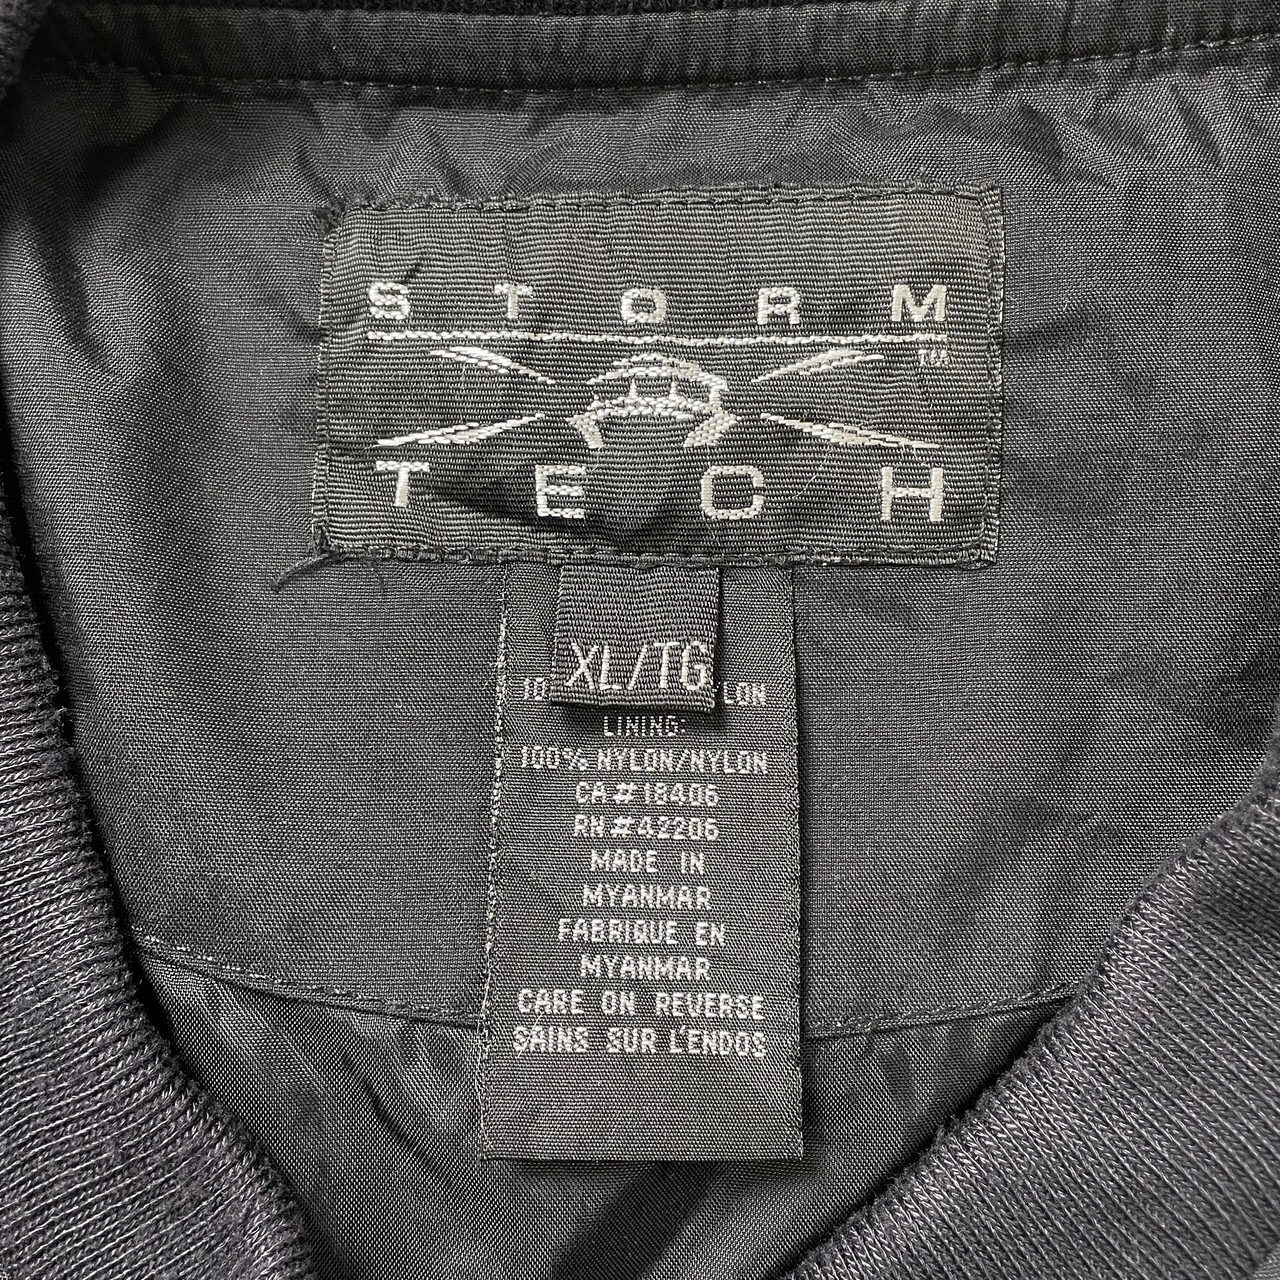 STORM
TM
TECH
XL/TG
LINING:
100% NYLON/NYLON
CA#18406
RN#42206
MADE IN
MYANMAR
FABRIQUE EN
MYANMAR
CARE ON REVERSE
SAINS SUR L'ENDOS